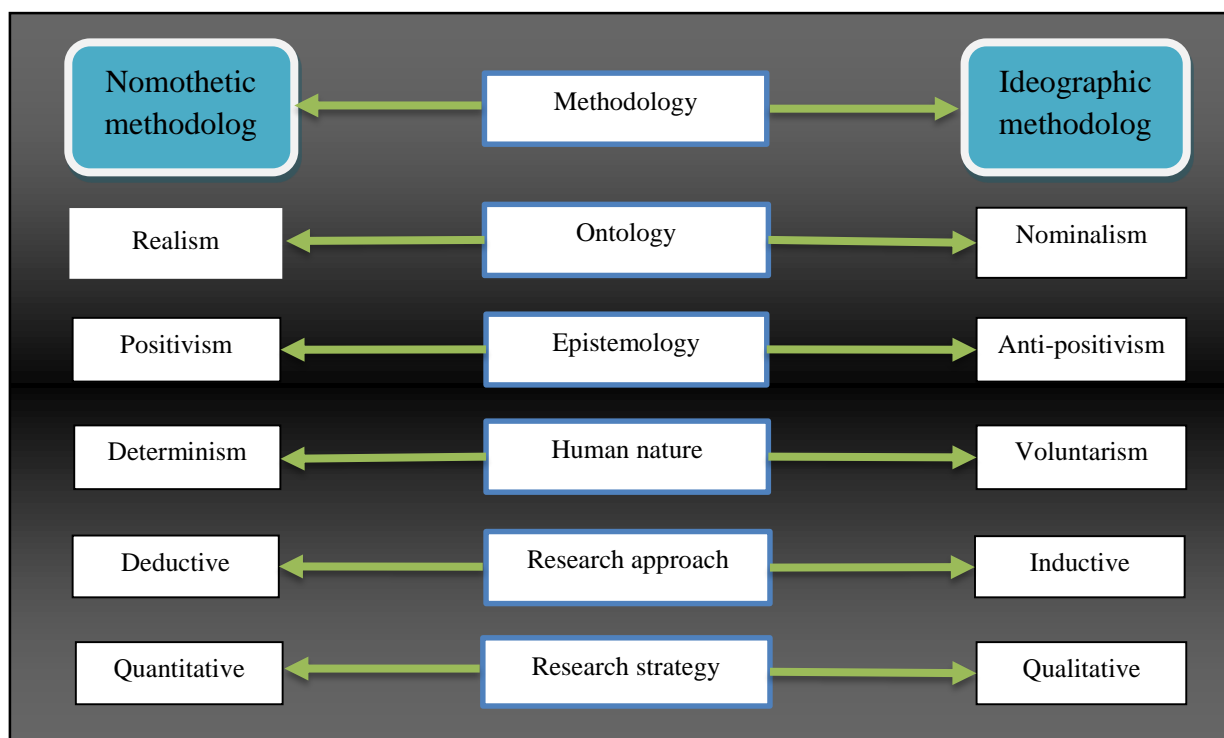 Nomothetic
methodolog
Methodology
Ideographic
methodolog
Realism
Ontology
Nominalism
Positivism
Epistemology
Anti-positivism
Determinism
Human nature
Voluntarism
Deductive
Research approach
Inductive
Quantitative
Research strategy
Qualitative